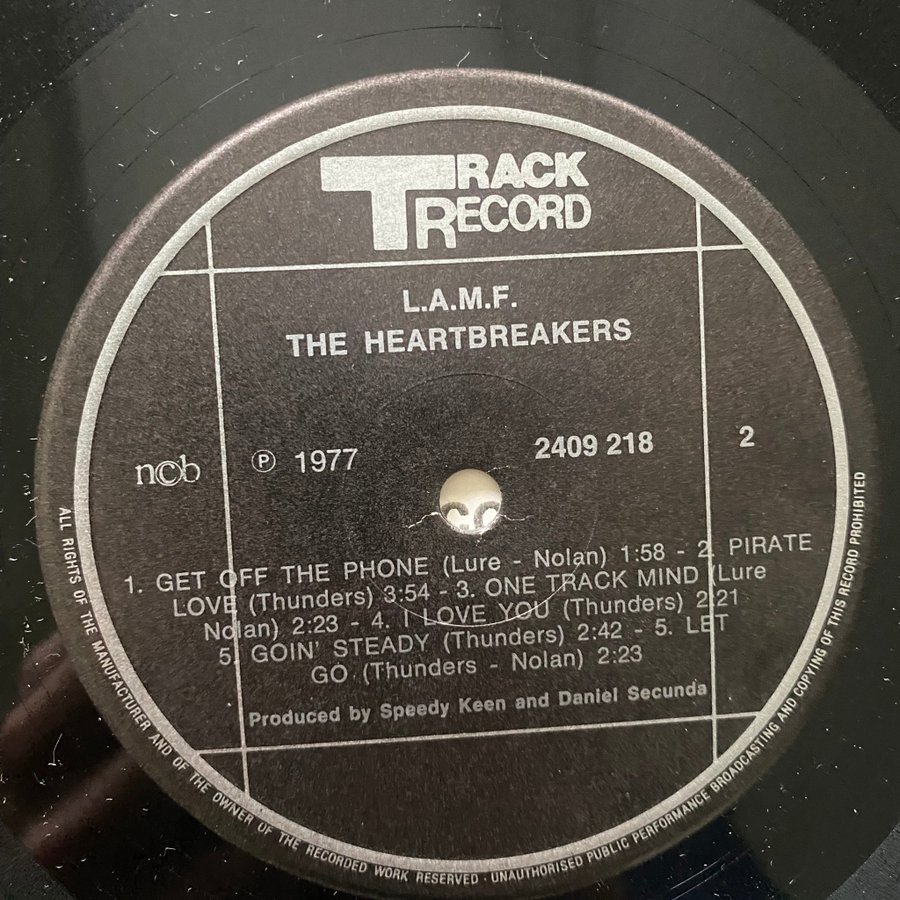 TRACK
RECORD
L.A.M.F.
THE HEARTBREAKERS
ncb
℗ 1977
2409 218
2
1. GET OFF THE PHONE (Lure - Nolan) 1:58 - 2. PIRATE
LOVE (Thunders) 3:54 - 3. ONE TRACK MIND (Lure
Nolan) 2:23 - 4. I LOVE YOU (Thunders) 2:21
5. GOIN' STEADY (Thunders) 2:42 - 5. LET
GO (Thunders - Nolan) 2:23
Produced by Speedy Keen and Daniel Secunda
ALL RIGHTS OF THE MANUFACTURER AND OF THE OWNER OF THE RECORDED WORK RESERVED · UNAUTHORISED PUBLIC PERFORMANCE BROADCASTING AND COPYING OF THIS RECORD PROHIBITED